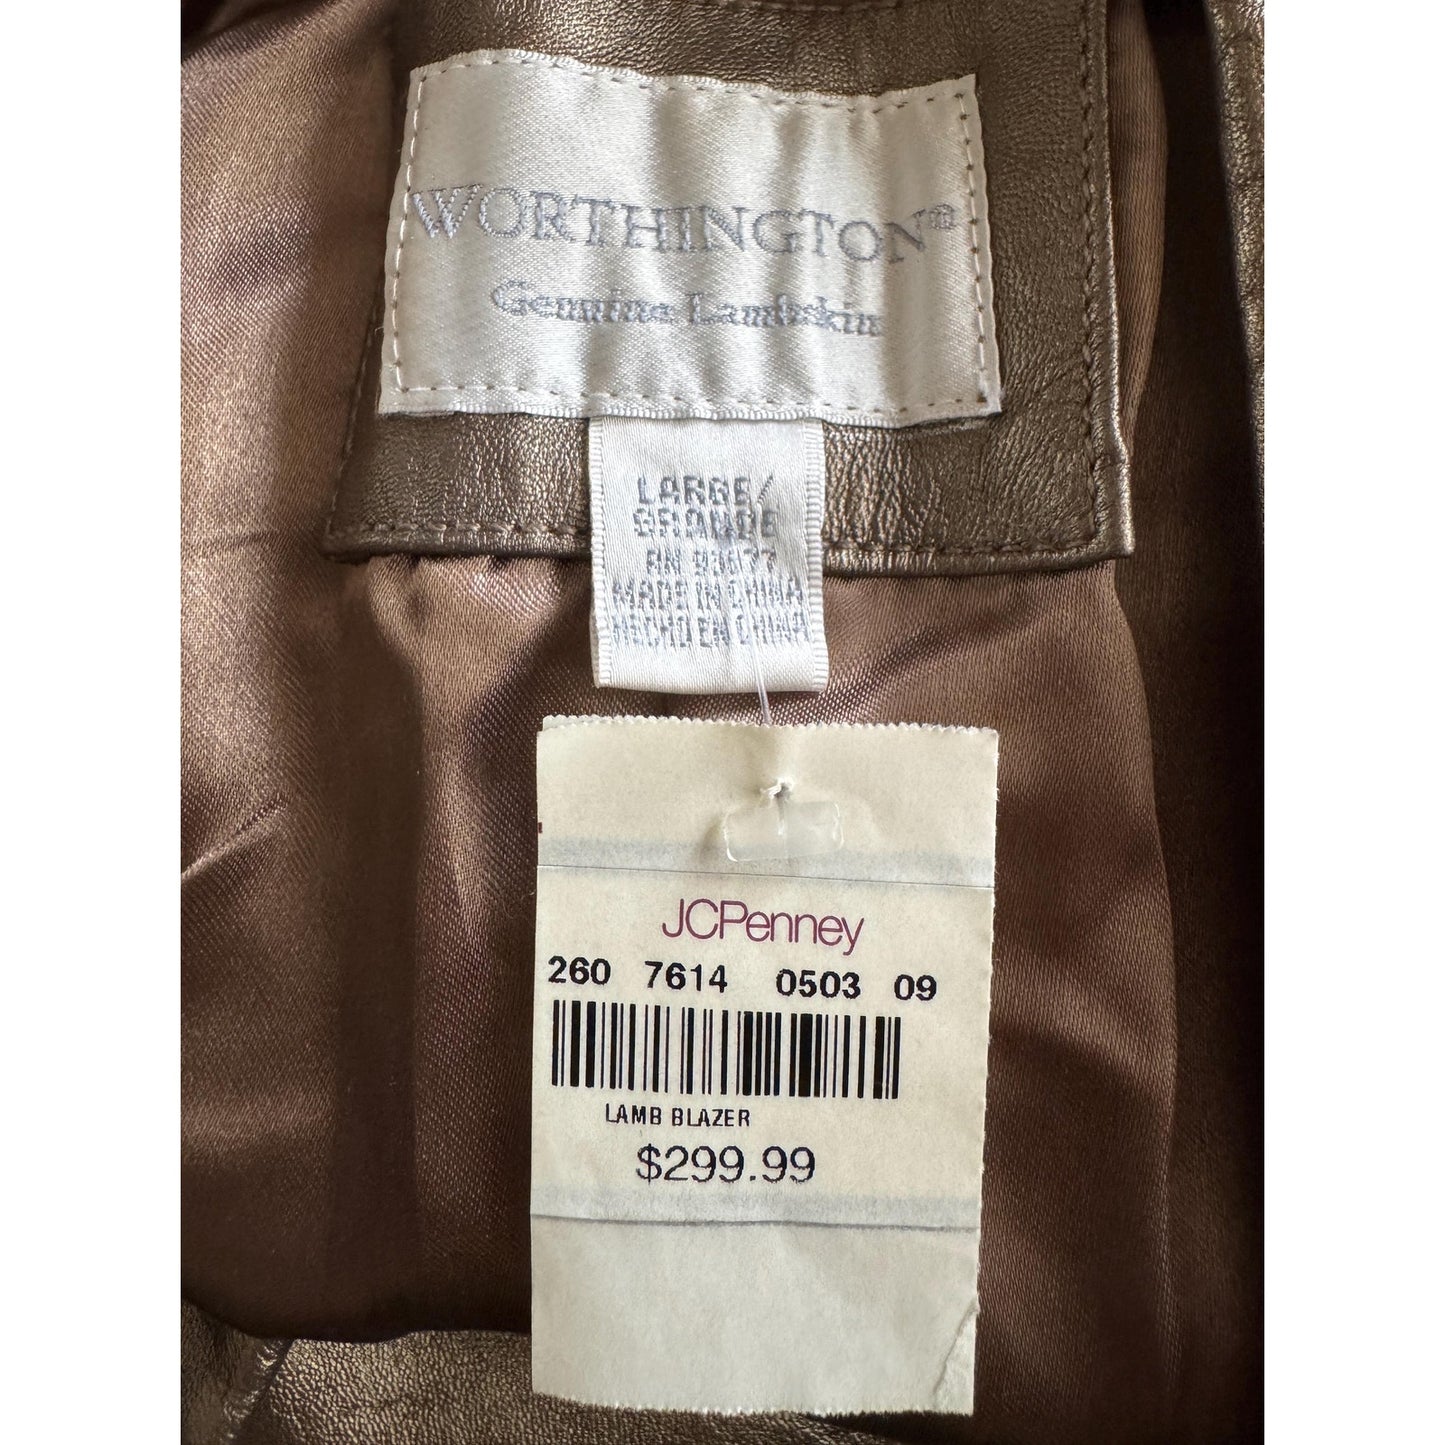 WORTHINGTON®
Genuine Lambskin
LARGE/
GRANDE
RN 93677
MADE IN CHINA
HECHO EN CHINA
JCPenney
260 7614 0503 09
LAMB BLAZER
$299.99